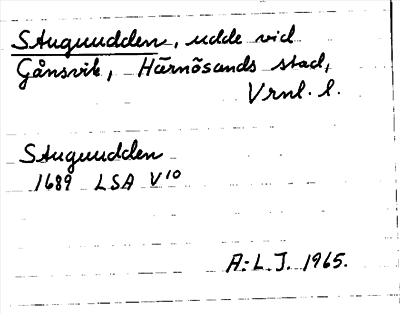 Stuguudden, udde vid
Gånsvik, Härnösands stad,
Vrnl. l.
Stuguudden
1689 LSA V10
A.-L. J. 1965.